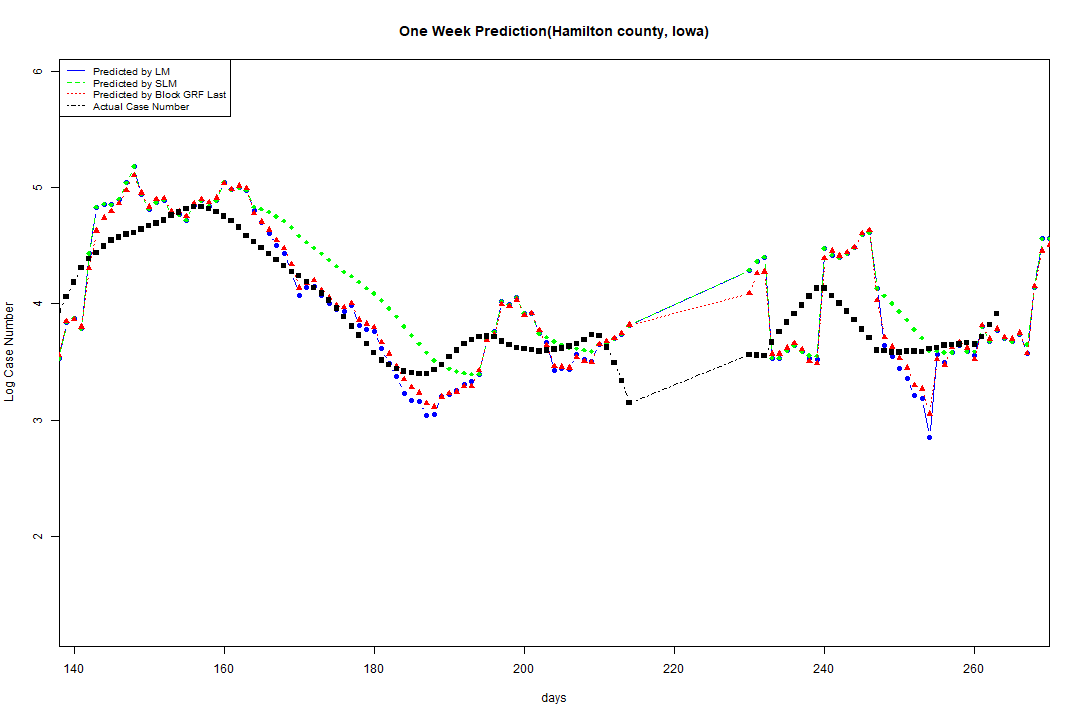 One Week Prediction(Hamilton county, Iowa)
Predicted by LM
Predicted by SLM
Predicted by Block GRF Last
Actual Case Number
6
5
4
3
2
Log Case Number
140 160 180 200 220 240 260
days